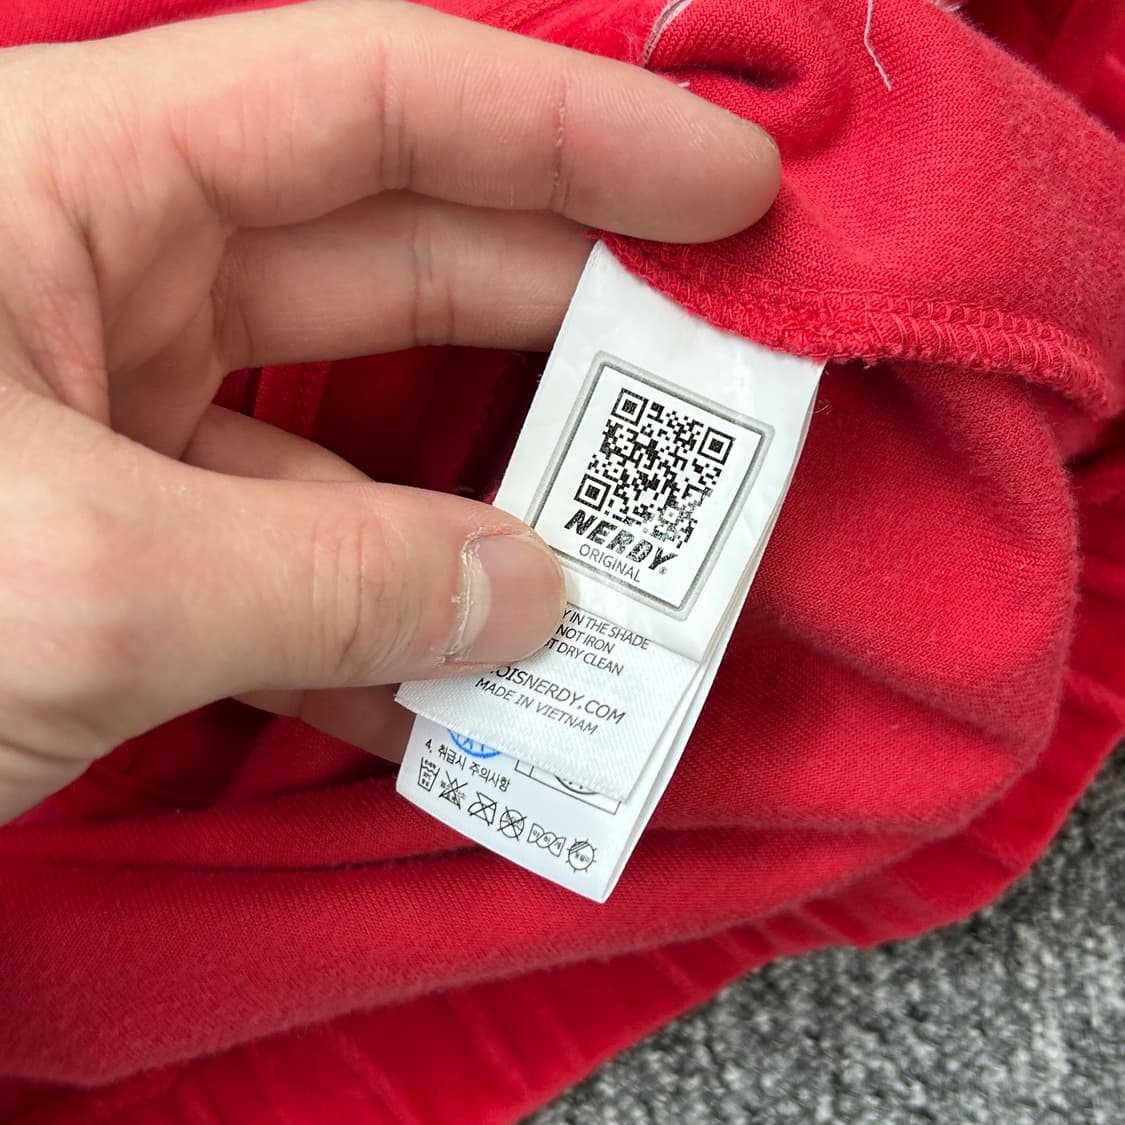 NERDY®
ORIGINAL
IN THE SHADE
NOT IRON
DRY CLEAN
OISNERDY.COM
MADE IN VIETNAM
4. 취급시 주의사항